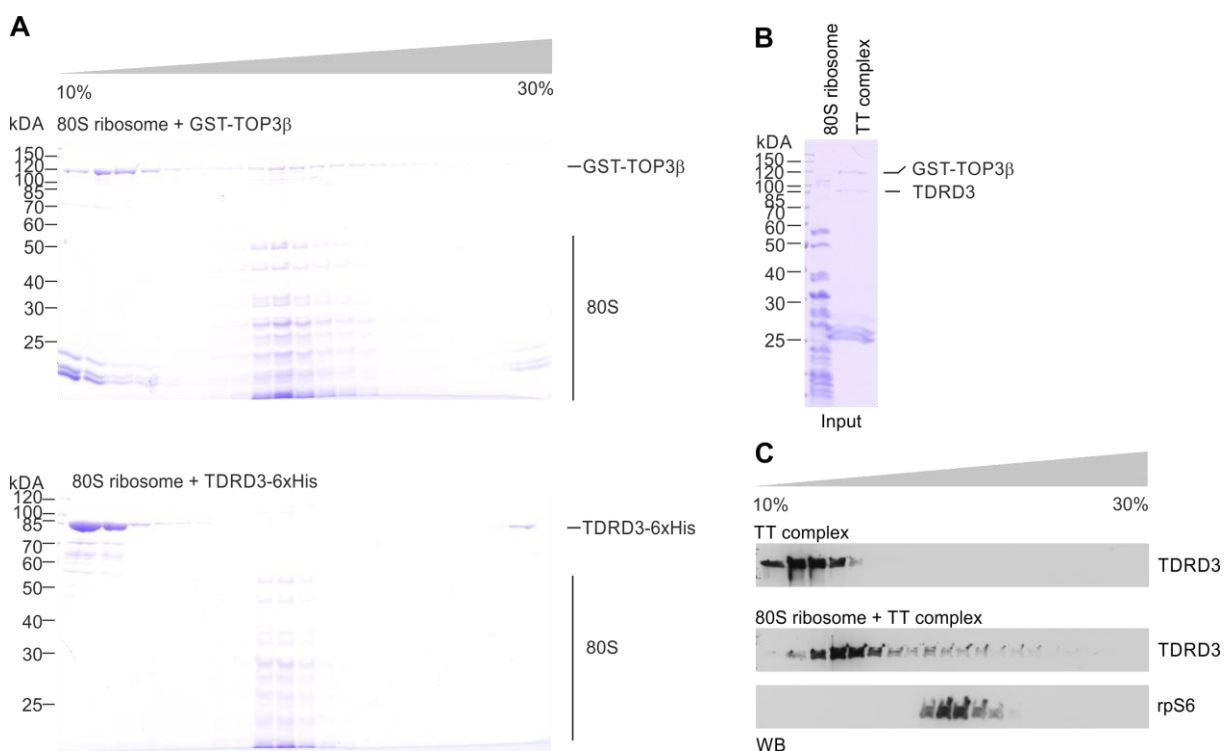 A
10%
30%
kDA
80S ribosome + GST-TOP3β
150
120
100
85
70
60
50
40
30
25
GST-TOP3β
80S
kDA
80S ribosome + TDRD3-6xHis
120
100
85
70
60
50
40
30
25
TDRD3-6xHis
80S
B
80S ribosome
TT complex
kDA
150
120
100
85
70
60
50
40
30
25
GST-TOP3β
TDRD3
Input
C
10%
30%
TT complex
TDRD3
80S ribosome + TT complex
TDRD3
rpS6
WB